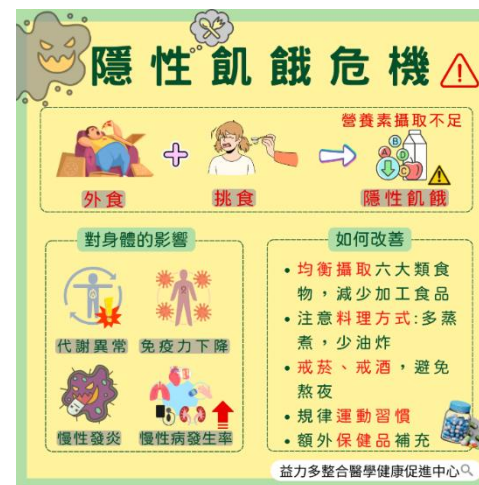 隱性飢餓危機
營養素攝取不足
外食
挑食
隱性飢餓
對身體的影響
代謝異常
免疫力下降
慢性發炎
慢性病發生率
如何改善
• 均衡攝取六大類食
物，減少加工食品
• 注意料理方式:多蒸
煮，少油炸
• 戒菸、戒酒，避免
熬夜
• 規律運動習慣
• 額外保健品補充
益力多整合醫學健康促進中心